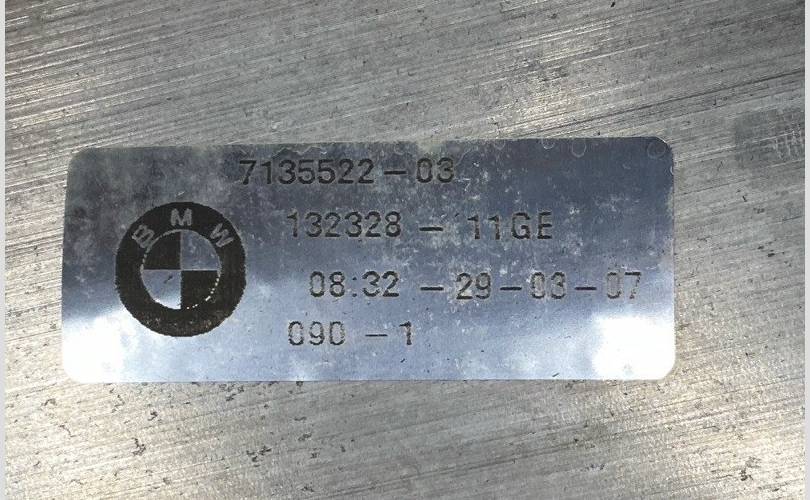 7135522-03
132328 - 11GE
BMW
08:32 - 29-03-07
090 - 1